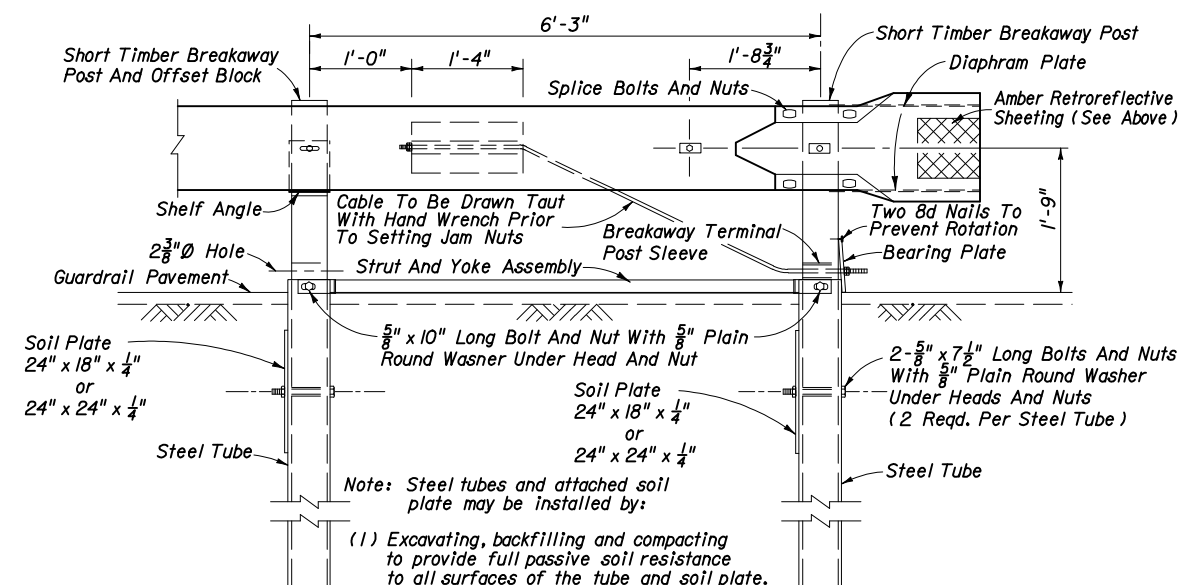 6'-3"
Short Timber Breakaway
Post And Offset Block
1'-0"
1'-4"
1'-8 3/4"
Short Timber Breakaway Post
Diaphram Plate
Splice Bolts And Nuts
Amber Retroreflective
Sheeting (See Above)
Shelf Angle
Cable To Be Drawn Taut
With Hand Wrench Prior
To Setting Jam Nuts
Breakaway Terminal
Post Sleeve
Two 8d Nails To
Prevent Rotation
Bearing Plate
1'-9"
2 3/8" Ø Hole
Guardrail Pavement
Strut And Yoke Assembly
5/8" x 10" Long Bolt And Nut With 5/8" Plain
Round Wasner Under Head And Nut
Soil Plate
24" x 18" x 1/4"
or
24" x 24" x 1/4"
Soil Plate
24" x 18" x 1/4"
or
24" x 24" x 1/4"
2-5/8" x 7 1/2" Long Bolts And Nuts
With 5/8" Plain Round Washer
Under Heads And Nuts
(2 Reqd. Per Steel Tube)
Steel Tube
Steel Tube
Note: Steel tubes and attached soil
plate may be installed by:
(1) Excavating, backfilling and compacting
to provide full passive soil resistance
to all surfaces of the tube and soil plate.